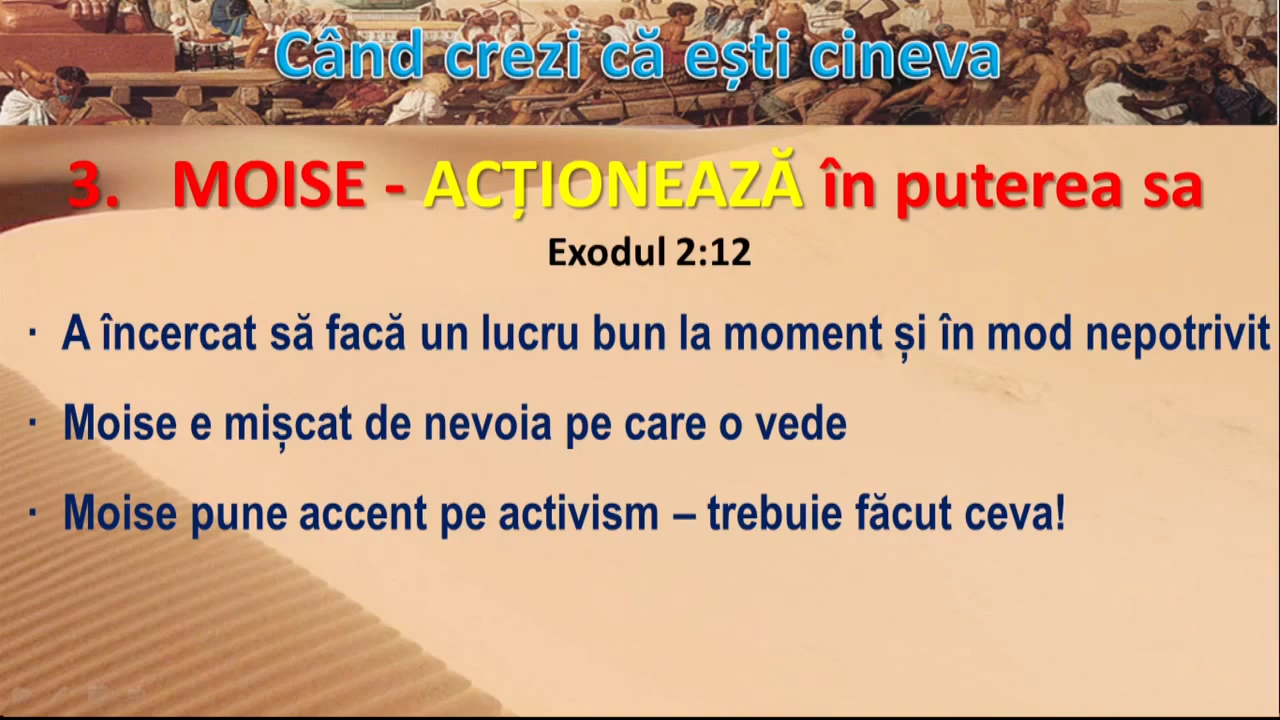 Când crezi că ești cineva
3. MOISE - ACȚIONEAZĂ în puterea sa
Exodul 2:12
· A încercat să facă un lucru bun la moment și în mod nepotrivit
· Moise e mișcat de nevoia pe care o vede
· Moise pune accent pe activism – trebuie făcut ceva!